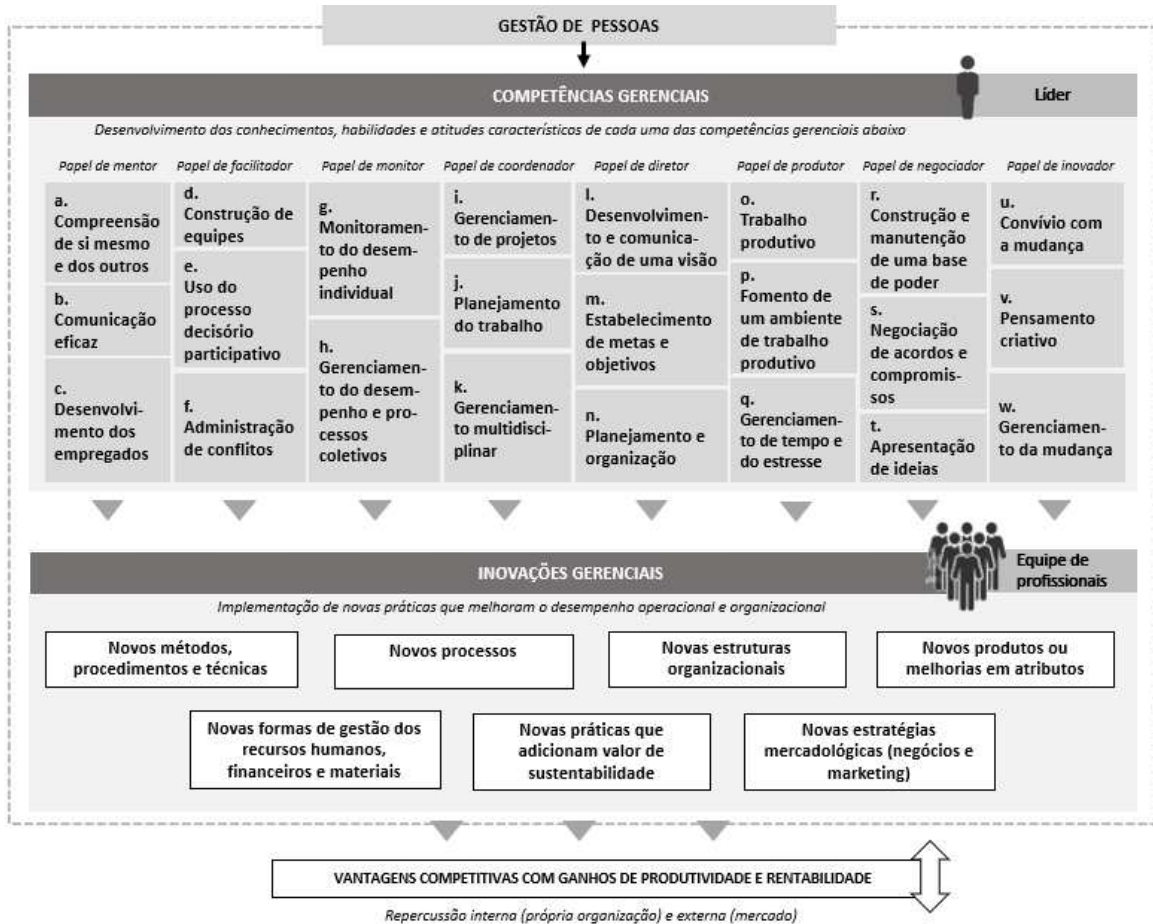 GESTÃO DE PESSOAS
COMPETÊNCIAS GERENCIAIS
Líder
Desenvolvimento dos conhecimentos, habilidades e atitudes característicos de cada uma das competências gerenciais abaixo
Papel de mentor
a.
Compreensão
de si mesmo
e dos outros
b.
Comunicação
eficaz
c.
Desenvolvi-
mento dos
empregados
Papel de facilitador
d.
Construção de
equipes
e.
Uso do
processo
decisório
participativo
f.
Administração
de conflitos
Papel de monitor
g.
Monitoramen-
to do desem-
penho
individual
h.
Gerenciamen-
to do desem-
penho e pro-
cessos
coletivos
Papel de coordenador
i.
Gerenciamen-
to de projetos
j.
Planejamento
do trabalho
k.
Gerenciamen-
to multidisci-
plinar
Papel de diretor
l.
Desenvolvimen-
to e comunica-
ção de uma visão
m.
Estabelecimento
de metas e
objetivos
n.
Planejamento e
organização
Papel de produtor
o.
Trabalho
produtivo
p.
Fomento de
um ambiente
de trabalho
produtivo
q.
Gerenciamento
de tempo e
do estresse
Papel de negociador
r.
Construção e
manutenção
de uma base
de poder
s.
Negociação
de acordos e
compromis-
sos
t.
Apresentação
de ideias
Papel de inovador
u.
Convívio com
a mudança
v.
Pensamento
criativo
w.
Gerenciamen-
to da mudança
INOVAÇÕES GERENCIAIS
Equipe de
profissionais
Implementação de novas práticas que melhoram o desempenho operacional e organizacional
Novos métodos,
procedimentos e técnicas
Novos processos
Novas estruturas
organizacionais
Novos produtos ou
melhorias em atributos
Novas formas de gestão dos
recursos humanos,
financeiros e materiais
Novas práticas que
adicionam valor de
sustentabilidade
Novas estratégias
mercadológicas (negócios e
marketing)
VANTAGENS COMPETITIVAS COM GANHOS DE PRODUTIVIDADE E RENTABILIDADE
Repercussão interna (própria organização) e externa (mercado)